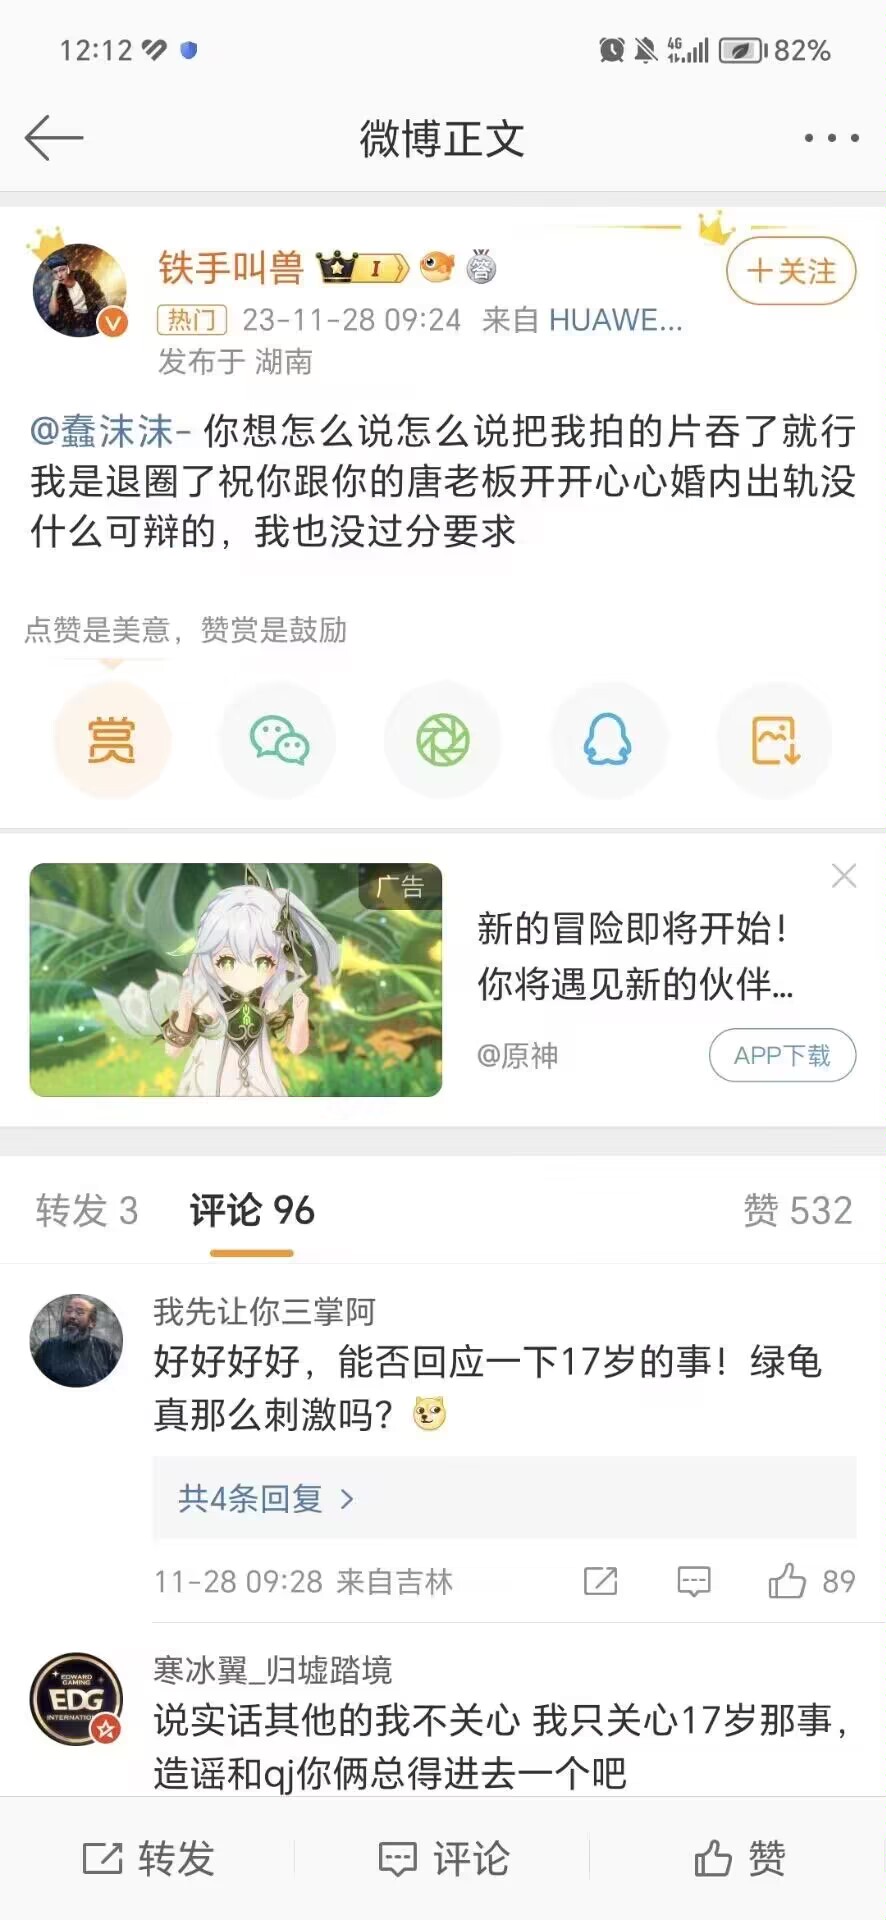 12:12
4G
82%
微博正文
铁手叫兽
I
答
+关注
热门 23-11-28 09:24 来自 HUAWE...
发布于 湖南
@蠢沫沫- 你想怎么说怎么说把我拍的片吞了就行
我是退圈了祝你跟你的唐老板开开心心婚内出轨没
什么可辩的，我也没过分要求
点赞是美意，赞赏是鼓励
赏
广告
新的冒险即将开始！
你将遇见新的伙伴...
@原神
APP下载
转发 3
评论 96
赞 532
我先让你三掌阿
好好好好，能否回应一下17岁的事！绿龟
真那么刺激吗？
共4条回复 >
11-28 09:28 来自吉林
89
EDWARD
GAMING
EDG
INTERNATION
寒冰翼_归墟踏境
说实话其他的我不关心 我只关心17岁那事，
造谣和qj你俩总得进去一个吧
转发
评论
赞